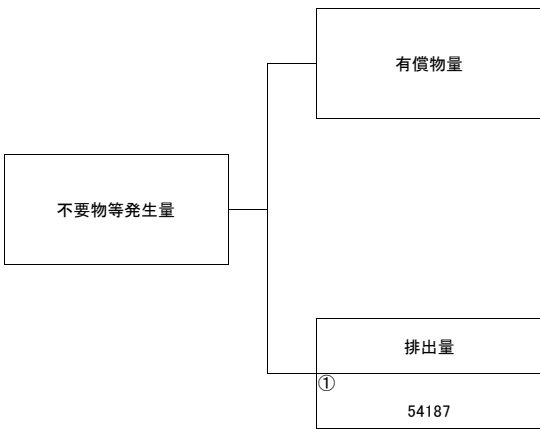 有償物量
不要物等発生量
排出量
①
54187